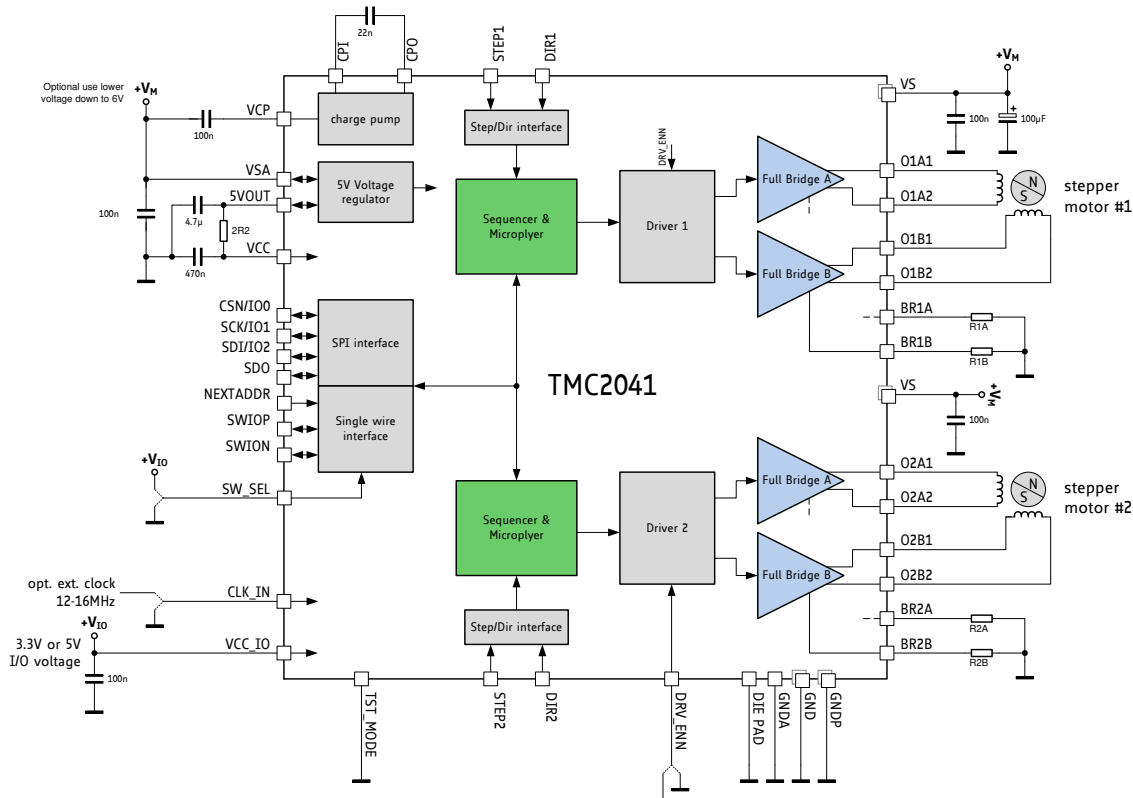 22n
CPI
CPO
STEP1
DIR1
Optional use lower
voltage down to 6V
+VM
VCP
100n
charge pump
Step/Dir interface
+VM
VS
100n
+
100µF
VSA
5VOUT
5V Voltage
regulator
100n
4.7µ
2R2
VCC
470n
Sequencer &
Microplyer
DRV_ENN
Driver 1
Full Bridge A
Full Bridge B
O1A1
O1A2
O1B1
O1B2
N
S
stepper
motor #1
BR1A
R1A
BR1B
R1B
CSN/IO0
SCK/IO1
SDI/IO2
SDO
NEXTADDR
SWIOP
SWION
SPI interface
Single wire
interface
TMC2041
VS
+VM
100n
+VIO
SW_SEL
Sequencer &
Microplyer
Driver 2
Full Bridge A
Full Bridge B
O2A1
O2A2
O2B1
O2B2
N
S
stepper
motor #2
opt. ext. clock
12-16MHz
CLK_IN
+VIO
3.3V or 5V
I/O voltage
VCC_IO
100n
Step/Dir interface
BR2A
R2A
BR2B
R2B
TST_MODE
STEP2
DIR2
DRV_ENN
DIE PAD
GNDA
GND
GNDP